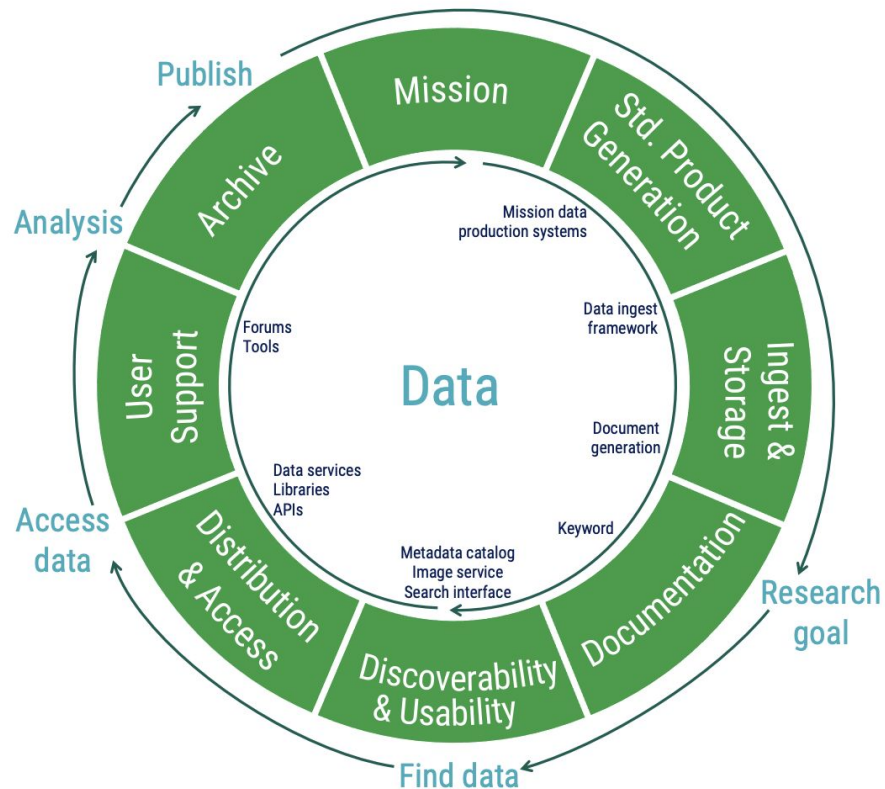 Publish
Mission
Std. Product
Generation
Archive
Analysis
Mission data
production systems
Data ingest
framework
Ingest &
Storage
Forums
Tools
User
Support
Data
Document
generation
Data services
Libraries
APIs
Access
data
Distribution
& Access
Keyword
Metadata catalog
Image service
Search interface
Documentation
Research
goal
Discoverability
& Usability
Find data